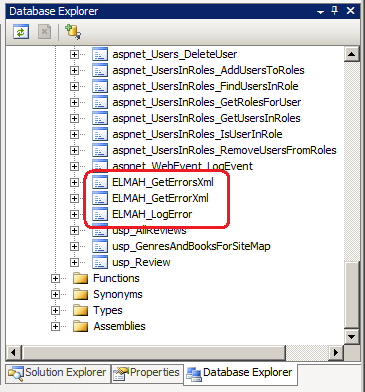 Database Explorer
aspnet_Users_DeleteUser
aspnet_UsersInRoles_AddUsersToRoles
aspnet_UsersInRoles_FindUsersInRole
aspnet_UsersInRoles_GetRolesForUser
aspnet_UsersInRoles_GetUsersInRoles
aspnet_UsersInRoles_IsUserInRole
aspnet_UsersInRoles_RemoveUsersFromRoles
aspnet_WebEvent_LogEvent
ELMAH_GetErrorsXml
ELMAH_GetErrorXml
ELMAH_LogError
usp_AllReviews
usp_GenresAndBooksForSiteMap
usp_Review
Functions
Synonyms
Types
Assemblies
Solution Explorer Properties Database Explorer